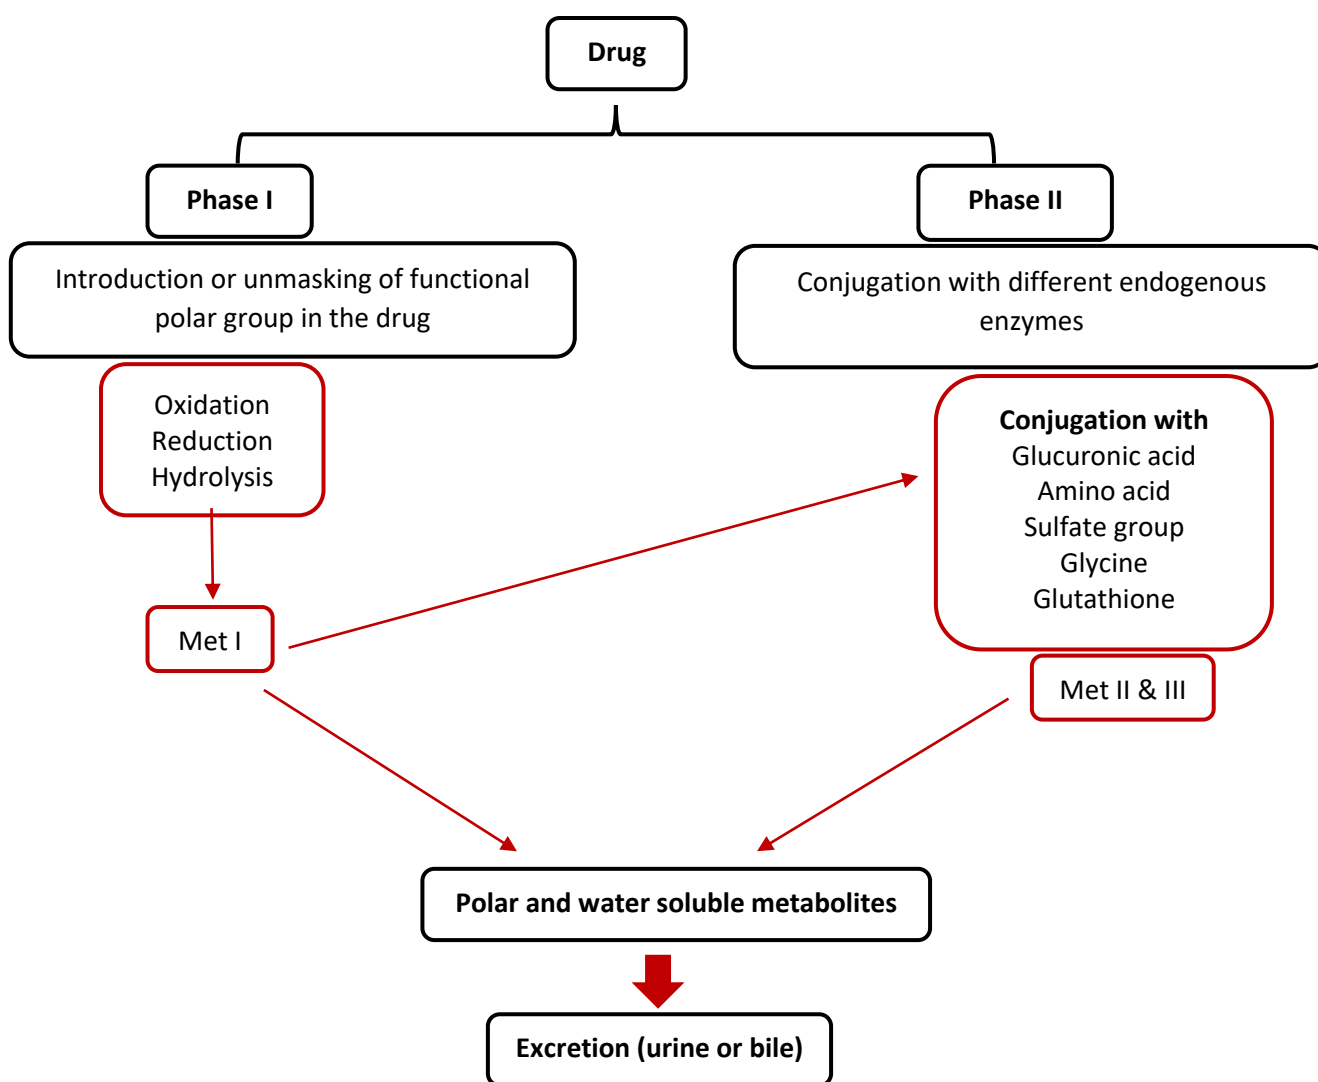 Drug
Phase I
Phase II
Introduction or unmasking of functional
polar group in the drug
Conjugation with different endogenous
enzymes
Oxidation
Reduction
Hydrolysis
Conjugation with
Glucuronic acid
Amino acid
Sulfate group
Glycine
Glutathione
Met I
Met II & III
Polar and water soluble metabolites
Excretion (urine or bile)